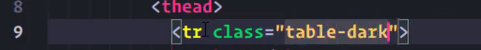 8 <thead>
9 <tr class="table-dark">